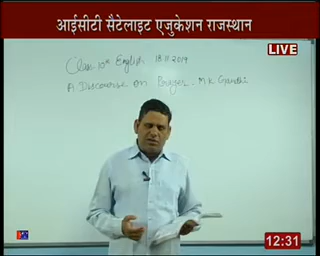 आईसीटी सैटेलाइट एजुकेशन राजस्थान
LIVE
Class 10th English 18.11.2019
A Discourse on Prayer. M.K Gandhi
12:31